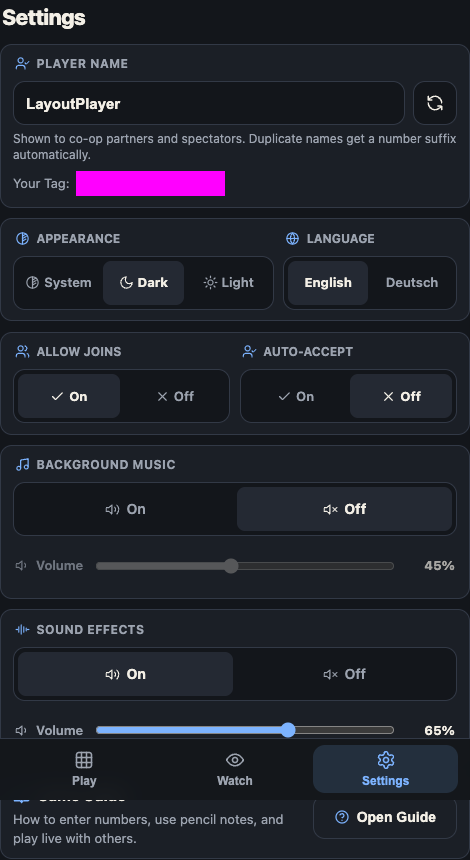 Settings
PLAYER NAME
LayoutPlayer
Shown to co-op partners and spectators. Duplicate names get a number suffix
automatically.
Your Tag:
APPEARANCE
System
Dark
Light
LANGUAGE
English
Deutsch
ALLOW JOINS
On
Off
AUTO-ACCEPT
On
Off
BACKGROUND MUSIC
On
Off
Volume
45%
SOUND EFFECTS
On
Off
Volume
65%
Play
Watch
Settings
How to enter numbers, use pencil notes, and
play live with others.
Open Guide